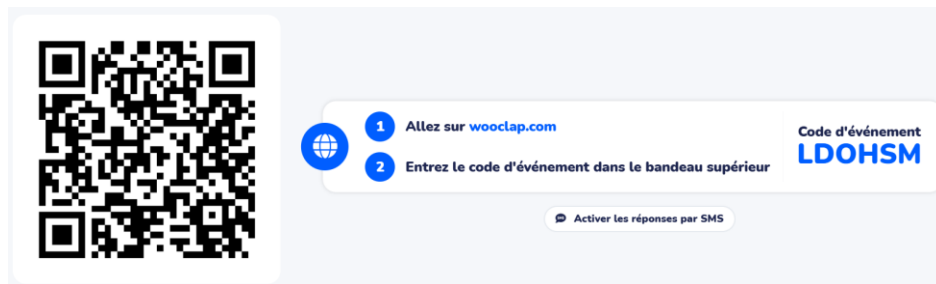 1 Allez sur wooclap.com
2 Entrez le code d'événement dans le bandeau supérieur
Code d'événement
LDOHSM
Activer les réponses par SMS